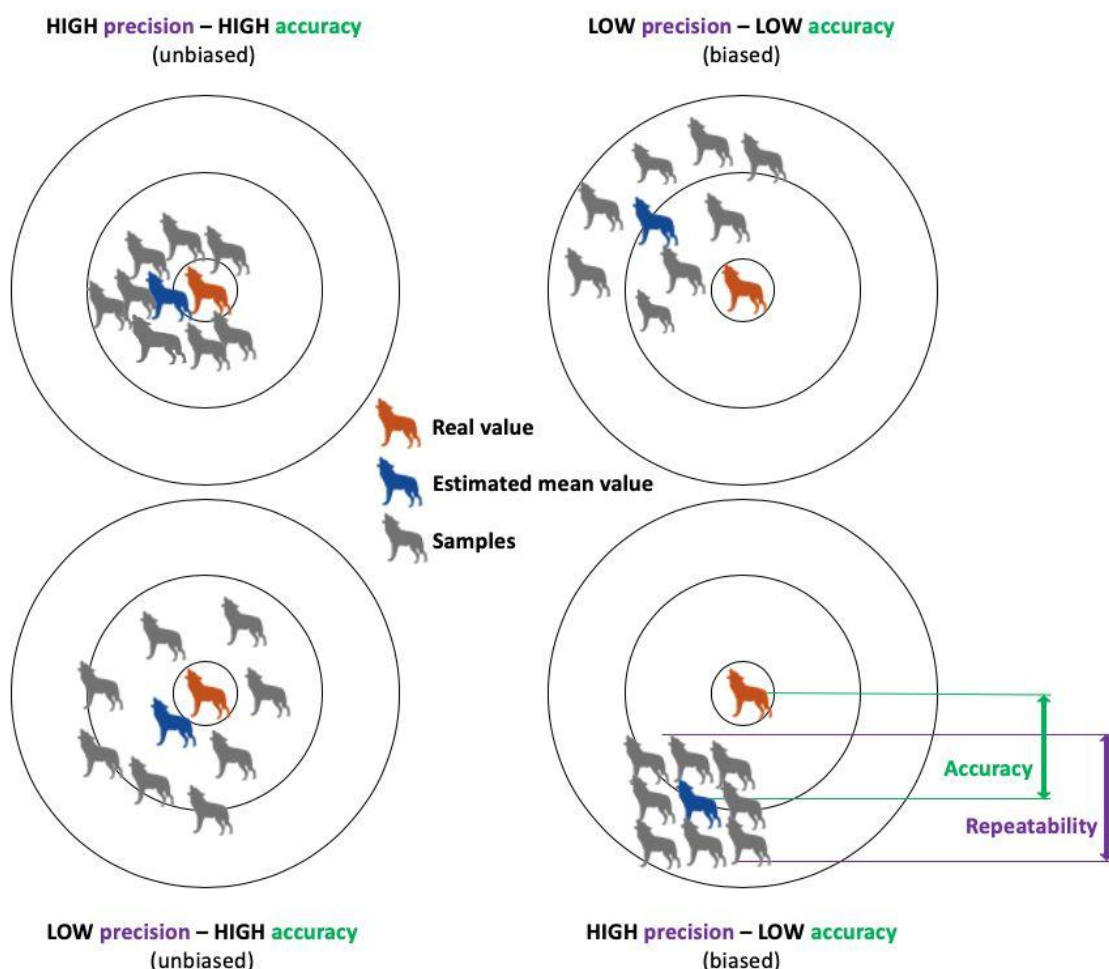 HIGH precision – HIGH accuracy
(unbiased)
LOW precision – LOW accuracy
(biased)
Real value
Estimated mean value
Samples
Accuracy
Repeatability
LOW precision – HIGH accuracy
(unbiased)
HIGH precision – LOW accuracy
(biased)